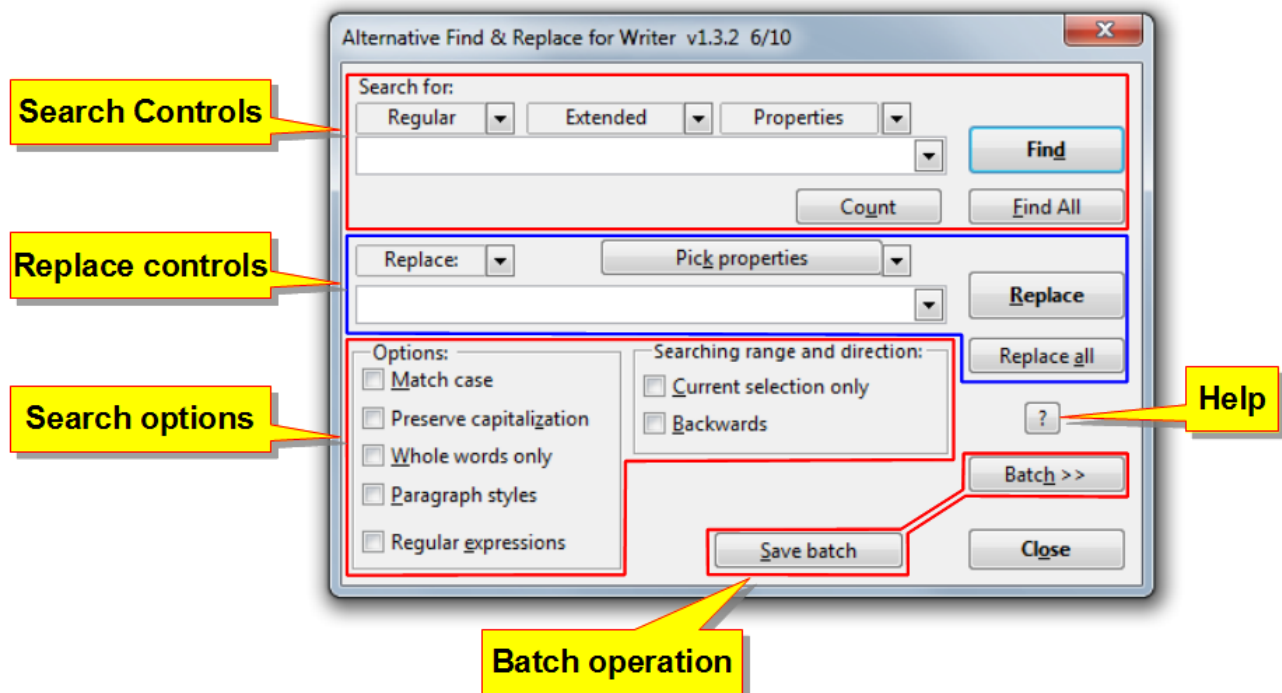 Alternative Find & Replace for Writer v1.3.2 6/10
X
Search Controls
Search for:
Regular
Extended
Properties
Find
Count
Find All
Replace controls
Replace:
Pick properties
Replace
Replace all
Search options
Options:
Match case
Preserve capitalization
Whole words only
Paragraph styles
Regular expressions
Searching range and direction:
Current selection only
Backwards
Help
?
Batch >>
Save batch
Close
Batch operation